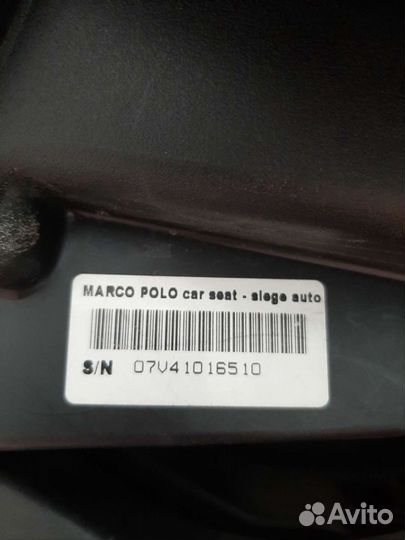 MARCO POLO car seat - siege auto
S/N 07V41016510
Avito